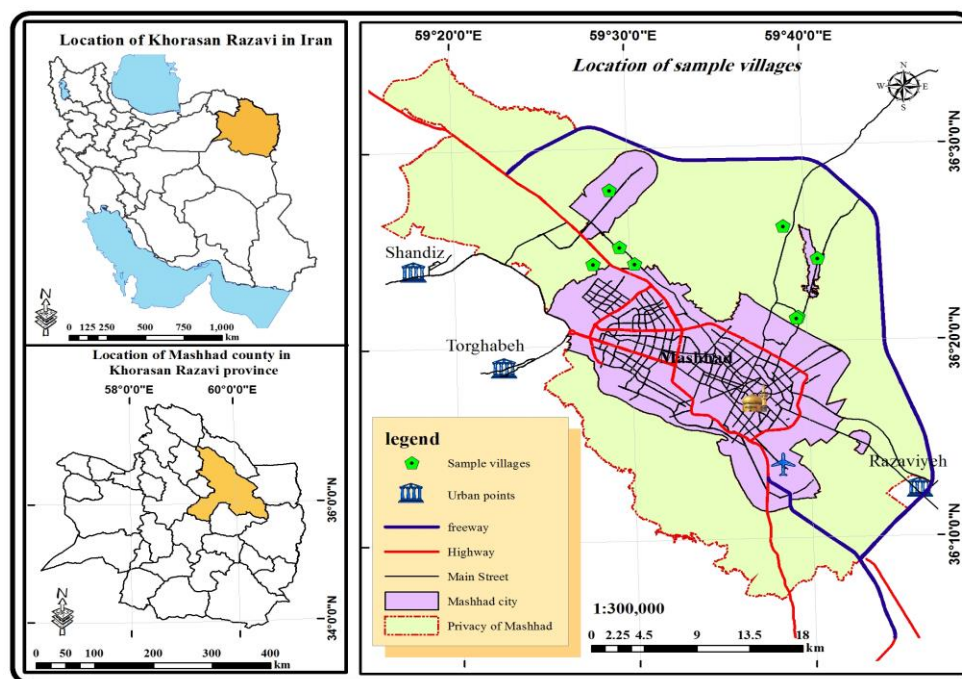 Location of Khorasan Razavi in Iran
N
0 125 250 500 750 1,000
km
Location of Mashhad county in
Khorasan Razavi province
58°0'0"E 60°0'0"E
36°0'0"N
34°0'0"N
N
0 50 100 200 300 400
km
59°20'0"E 59°30'0"E 59°40'0"E
Location of sample villages
N
W E
S
36°30'0"N
36°20'0"N
36°10'0"N
Shandiz
Torghabeh
Mashhad
Razaviyeh
legend
Sample villages
Urban points
freeway
Highway
Main Street
Mashhad city
Privacy of Mashhad
1:300,000
0 2.25 4.5 9 13.5 18
km